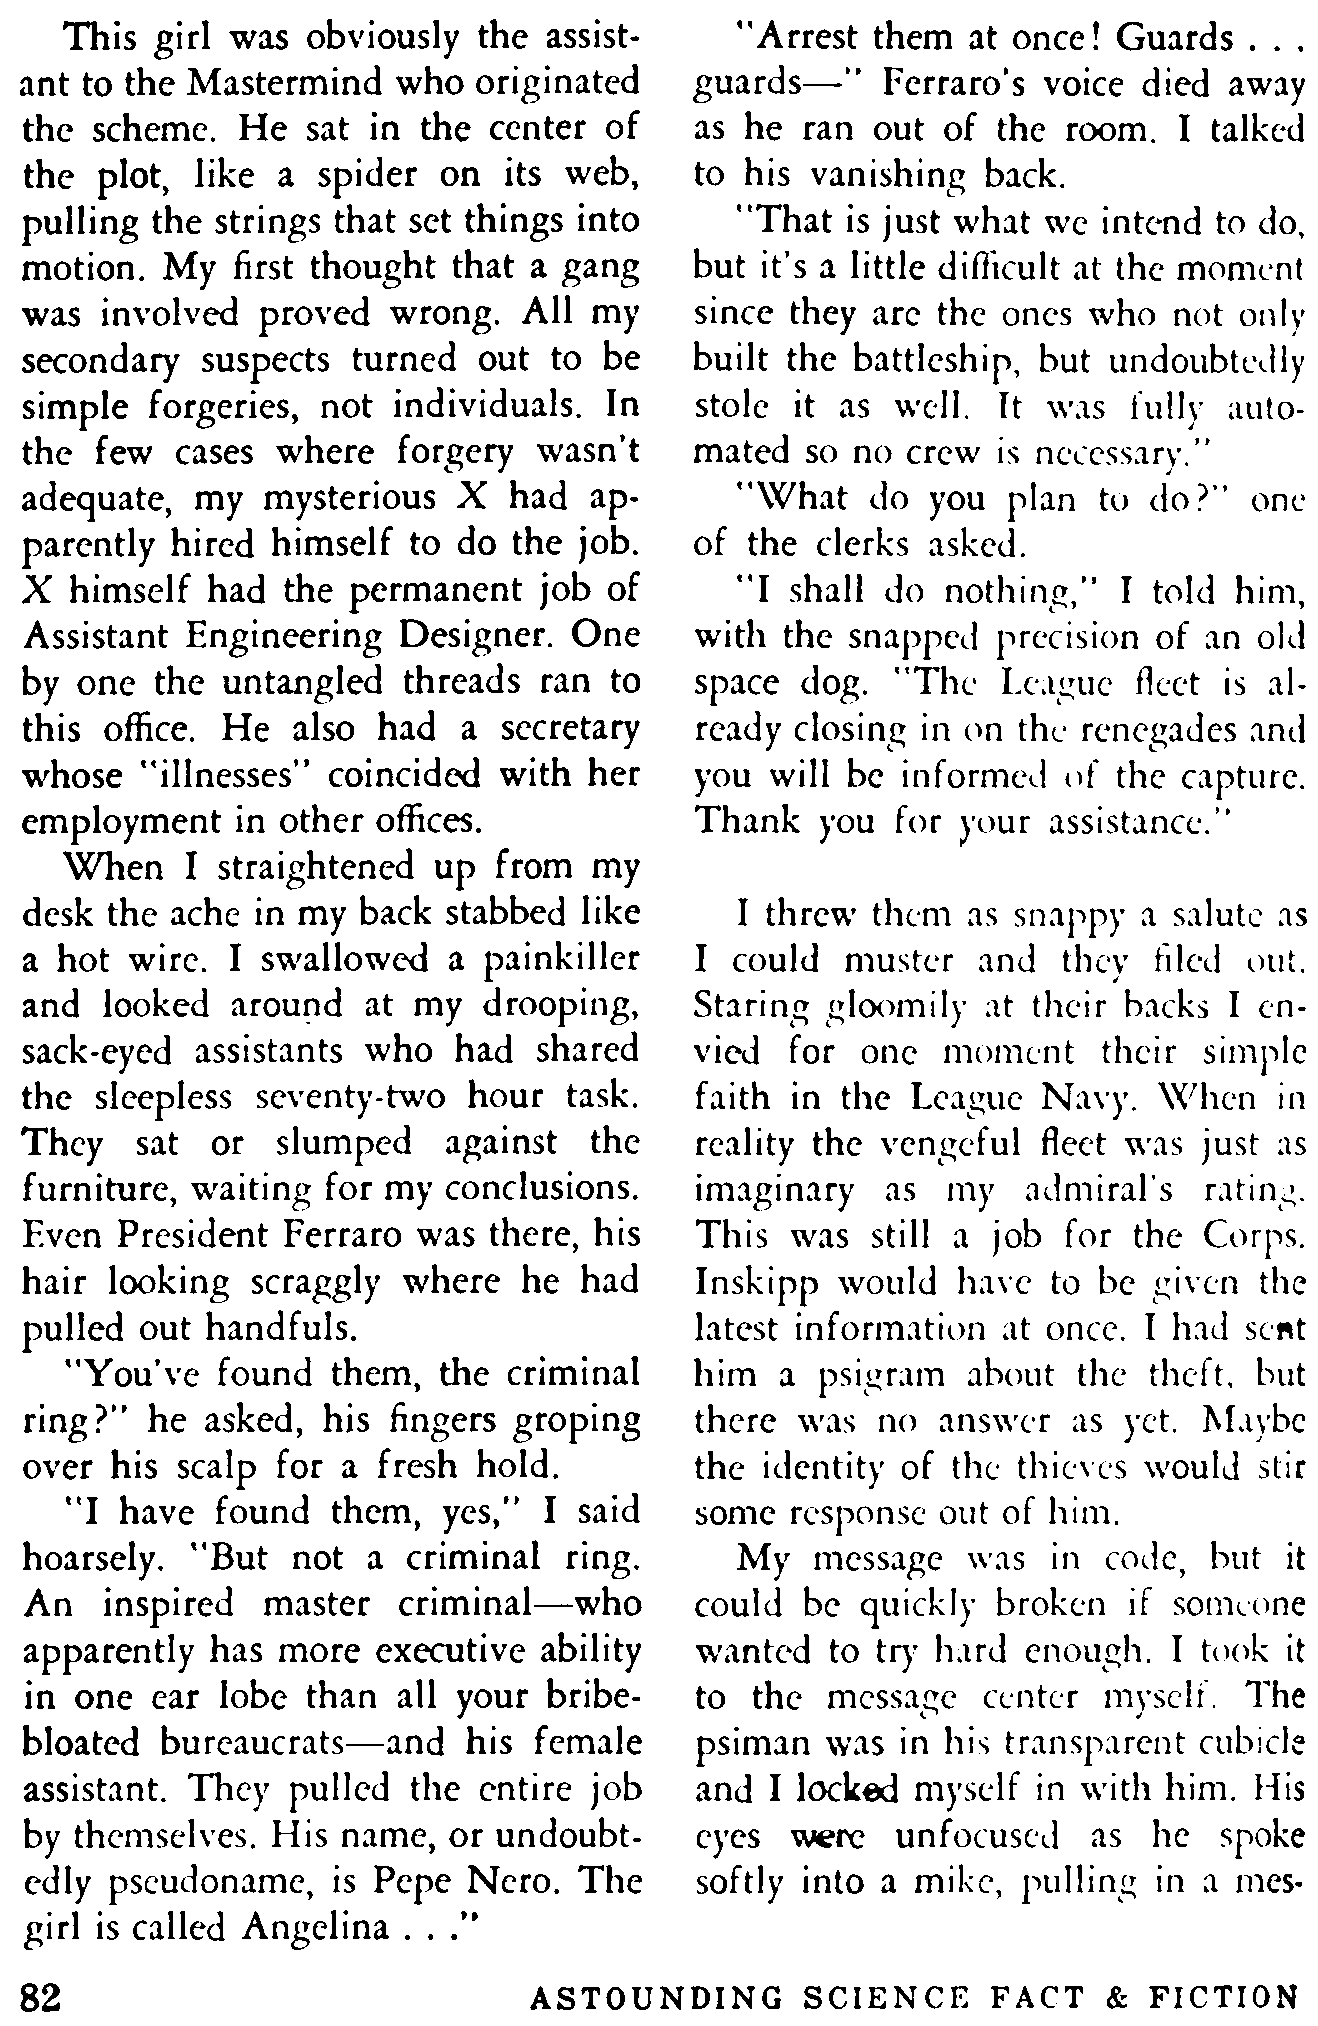 This girl was obviously the assist-
ant to the Mastermind who originated
the scheme. He sat in the center of
the plot, like a spider on its web,
pulling the strings that set things into
motion. My first thought that a gang
was involved proved wrong. All my
secondary suspects turned out to be
simple forgeries, not individuals. In
the few cases where forgery wasn't
adequate, my mysterious X had ap-
parently hired himself to do the job.
X himself had the permanent job of
Assistant Engineering Designer. One
by one the untangled threads ran to
this office. He also had a secretary
whose "illnesses" coincided with her
employment in other offices.
When I straightened up from my
desk the ache in my back stabbed like
a hot wire. I swallowed a painkiller
and looked around at my drooping,
sack-eyed assistants who had shared
the sleepless seventy-two hour task.
They sat or slumped against the
furniture, waiting for my conclusions.
Even President Ferraro was there, his
hair looking scraggly where he had
pulled out handfuls.
"You've found them, the criminal
ring?" he asked, his fingers groping
over his scalp for a fresh hold.
"I have found them, yes," I said
hoarsely. "But not a criminal ring.
An inspired master criminal—who
apparently has more executive ability
in one ear lobe than all your bribe-
bloated bureaucrats—and his female
assistant. They pulled the entire job
by themselves. His name, or undoubt-
edly pseudoname, is Pepe Nero. The
girl is called Angelina . . ."
"Arrest them at once! Guards . . .
guards—" Ferraro's voice died away
as he ran out of the room. I talked
to his vanishing back.
"That is just what we intend to do,
but it's a little difficult at the moment
since they are the ones who not only
built the battleship, but undoubtedly
stole it as well. It was fully auto-
mated so no crew is necessary."
"What do you plan to do?" one
of the clerks asked.
"I shall do nothing," I told him,
with the snapped precision of an old
space dog. "The League fleet is al-
ready closing in on the renegades and
you will be informed of the capture.
Thank you for your assistance."
I threw them as snappy a salute as
I could muster and they filed out.
Staring gloomily at their backs I en-
vied for one moment their simple
faith in the League Navy. When in
reality the vengeful fleet was just as
imaginary as my admiral's rating.
This was still a job for the Corps.
Inskipp would have to be given the
latest information at once. I had sent
him a psigram about the theft, but
there was no answer as yet. Maybe
the identity of the thieves would stir
some response out of him.
My message was in code, but it
could be quickly broken if someone
wanted to try hard enough. I took it
to the message center myself. The
psiman was in his transparent cubicle
and I locked myself in with him. His
eyes were unfocused as he spoke
softly into a mike, pulling in a mes-
82 ASTOUNDING SCIENCE FACT & FICTION